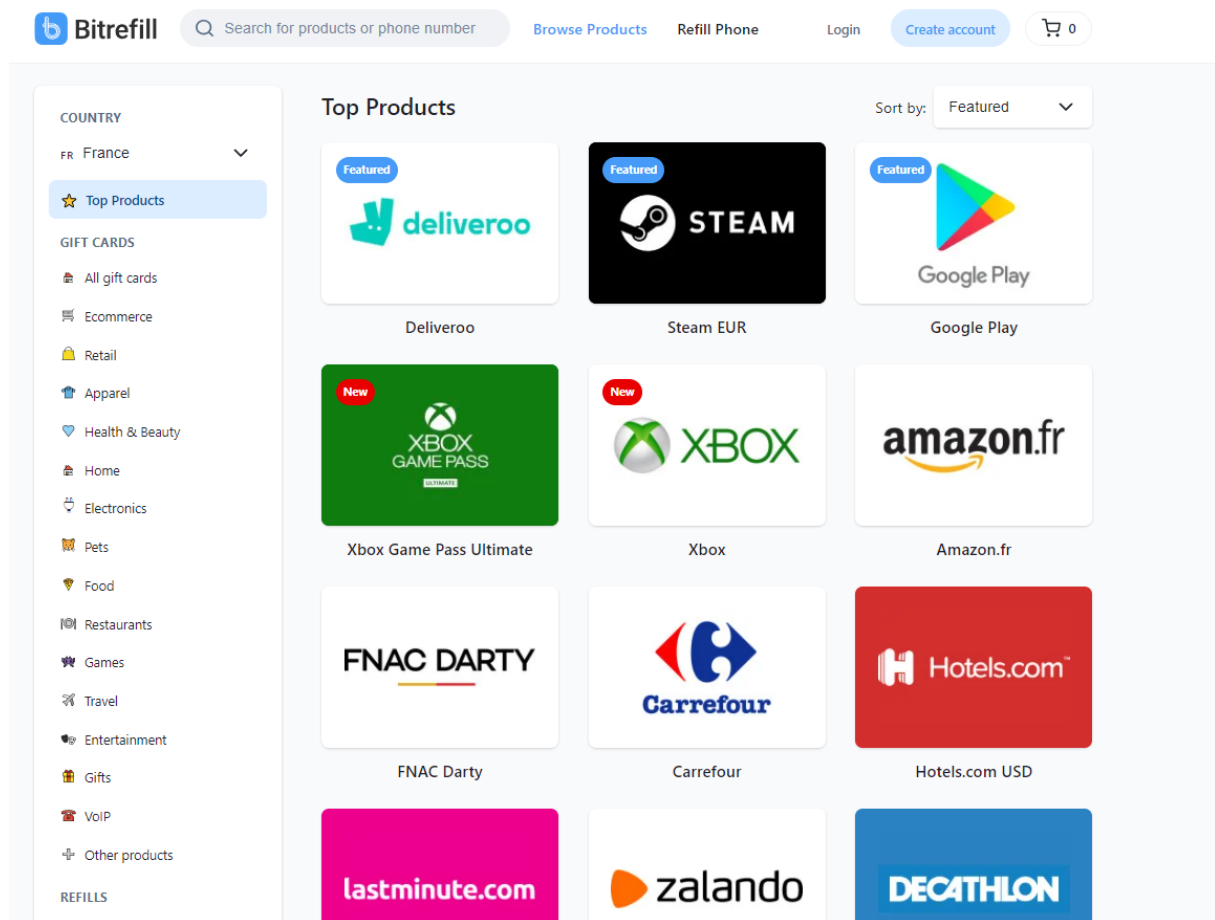 Bitrefill
Search for products or phone number
Browse Products
Refill Phone
Login
Create account
0
COUNTRY
FR France
Top Products
GIFT CARDS
All gift cards
Ecommerce
Retail
Apparel
Health & Beauty
Home
Electronics
Pets
Food
Restaurants
Games
Travel
Entertainment
Gifts
VoIP
Other products
REFILLS
Top Products
Sort by:
Featured
Featured
deliveroo
Deliveroo
Featured
STEAM
Steam EUR
Featured
Google Play
Google Play
New
XBOX
GAME PASS
ULTIMATE
Xbox Game Pass Ultimate
New
XBOX
Xbox
amazon.fr
Amazon.fr
FNAC DARTY
FNAC Darty
Carrefour
Carrefour
Hotels.com™
Hotels.com USD
lastminute.com
zalando
DECATHLON